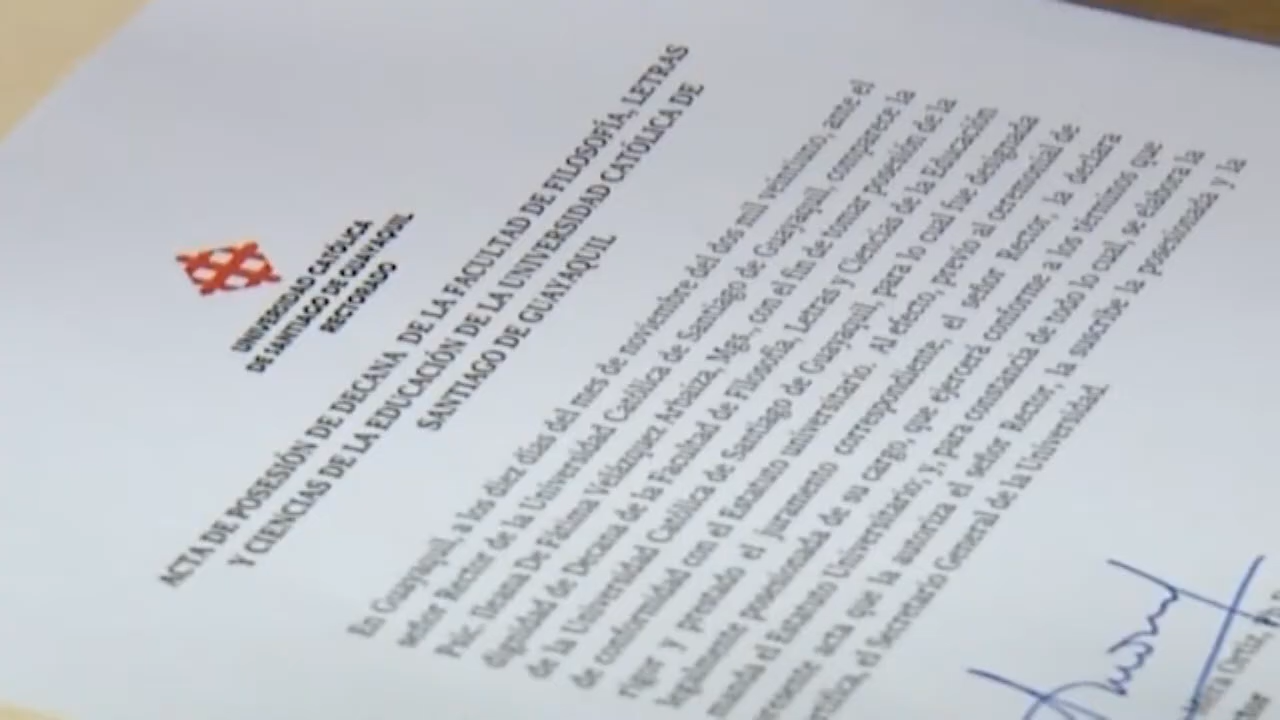 UNIVERSIDAD CATÓLICA
DE SANTIAGO DE GUAYAQUIL
RECTORADO
ACTA DE POSESIÓN DE DECANA DE LA FACULTAD DE FILOSOFÍA, LETRAS
Y CIENCIAS DE LA EDUCACIÓN DE LA UNIVERSIDAD CATÓLICA DE
SANTIAGO DE GUAYAQUIL
En Guayaquil, a los diez días del mes de noviembre del dos mil veintiuno, ante el
señor Rector de la Universidad Católica de Santiago de Guayaquil, comparece la
Psic. Ileana De Fátima Velázquez Arbaiza, Mgs., con el fin de tomar posesión de la
dignidad de Decana de la Facultad de Filosofía, Letras y Ciencias de la Educación
de la Universidad Católica de Santiago de Guayaquil, para lo cual fue designada
de conformidad con el Estatuto universitario. Al efecto, previo al ceremonial de
rigor y prestado el juramento correspondiente, el señor Rector, la declara
legalmente posesionada de su cargo, que ejercerá conforme a los términos que
manda el Estatuto Universitario; y, para constancia de todo lo cual, se elabora la
presente acta que la autoriza el señor Rector, la suscribe la posesionada y la
certifica, el Secretario General de la Universidad.
Ortiz,